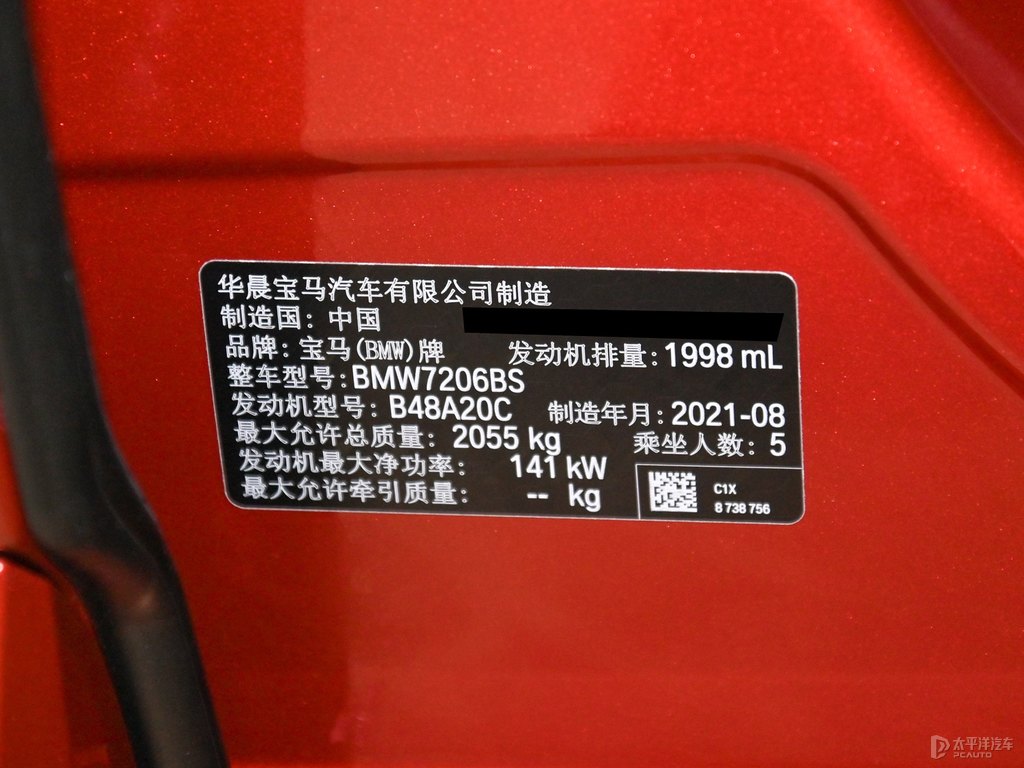 华晨宝马汽车有限公司制造
制造国：中国
品牌：宝马(BMW)牌 发动机排量：1998 mL
整车型号：BMW7206BS
发动机型号：B48A20C 制造年月：2021-08
最大允许总质量：2055 kg 乘坐人数：5
发动机最大净功率：141 kW
最大允许牵引质量：-- kg
C1X
8 738 756
太平洋汽车
PCAUTO